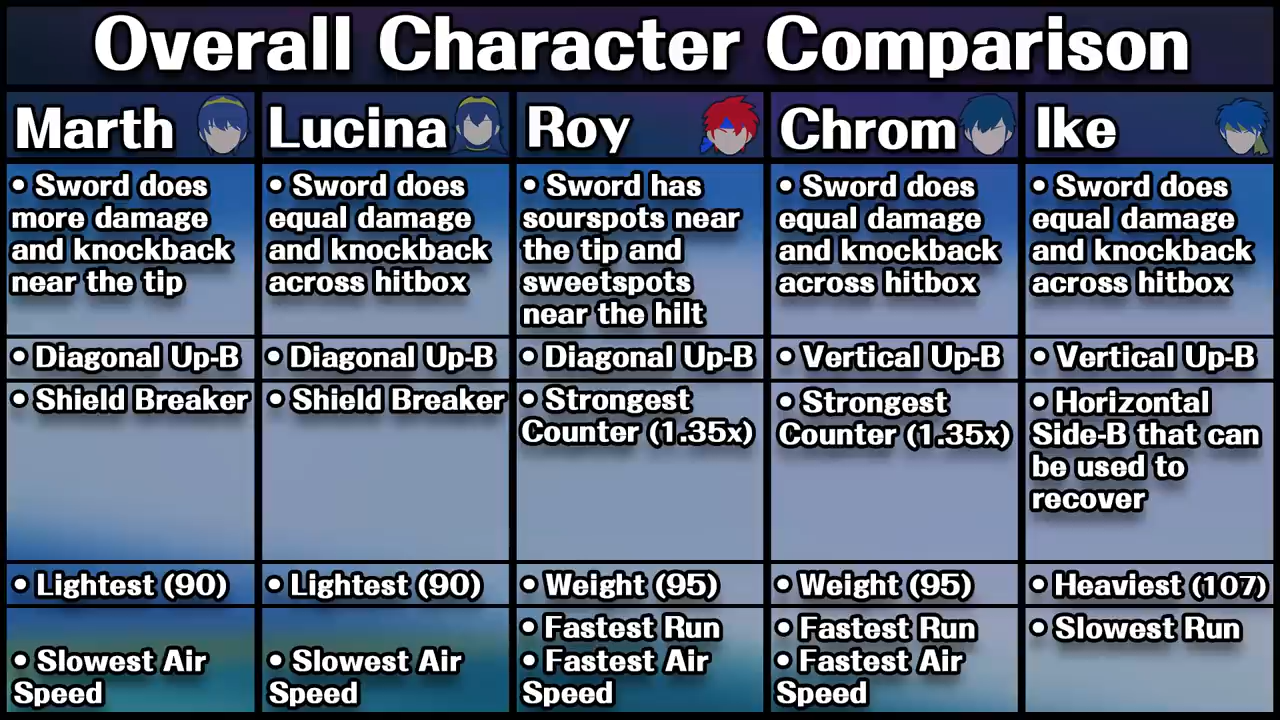 Overall Character Comparison
Marth
Lucina
Roy
Chrom
Ike
• Sword does
more damage
and knockback
near the tip
• Sword does
equal damage
and knockback
across hitbox
• Sword has
sourspots near
the tip and
sweetspots
near the hilt
• Sword does
equal damage
and knockback
across hitbox
• Sword does
equal damage
and knockback
across hitbox
• Diagonal Up-B
• Diagonal Up-B
• Diagonal Up-B
• Vertical Up-B
• Vertical Up-B
• Shield Breaker
• Shield Breaker
• Strongest
Counter (1.35x)
• Strongest
Counter (1.35x)
• Horizontal
Side-B that can
be used to
recover
• Lightest (90)
• Lightest (90)
• Weight (95)
• Weight (95)
• Heaviest (107)
• Slowest Air
Speed
• Slowest Air
Speed
• Fastest Run
• Fastest Air
Speed
• Fastest Run
• Fastest Air
Speed
• Slowest Run